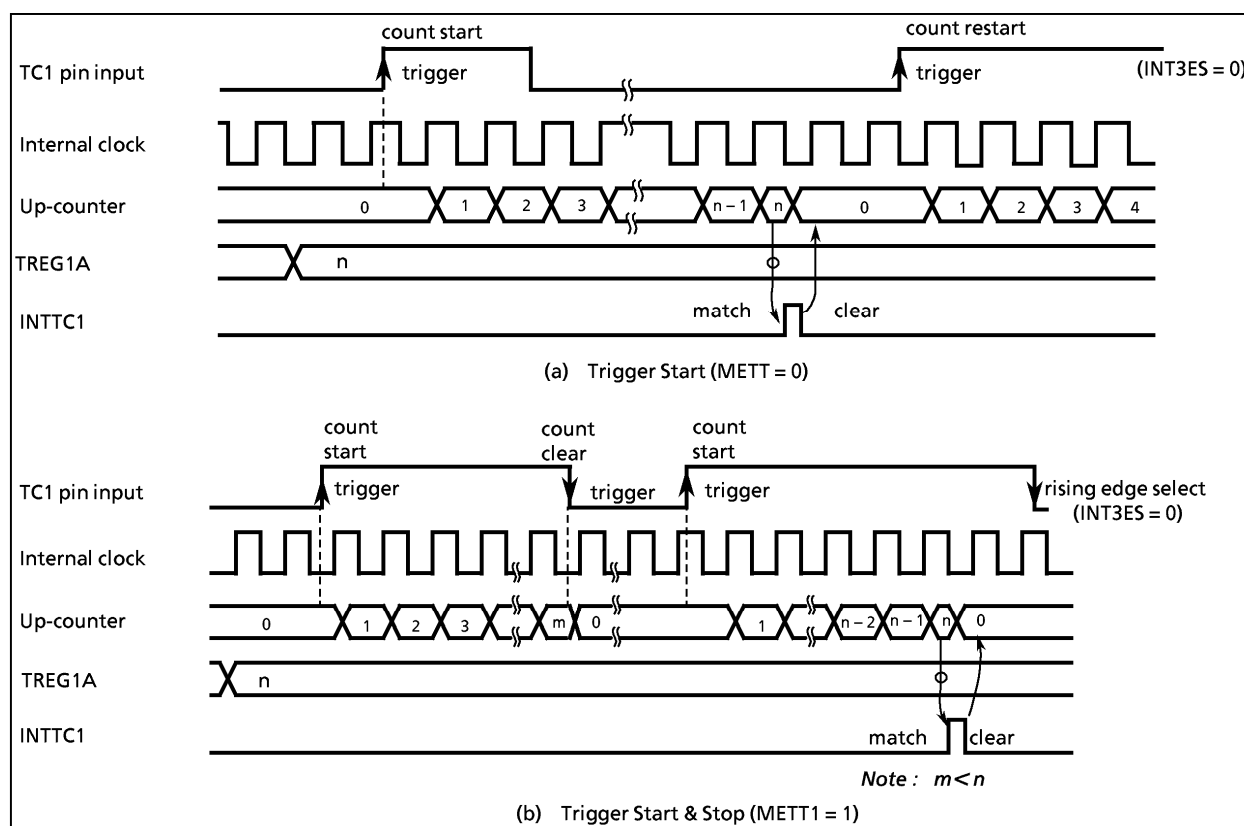 count start
count restart
TC1 pin input
trigger
trigger
(INT3ES = 0)
Internal clock
Up-counter
0 1 2 3 n − 1 n 0 1 2 3 4
TREG1A
n
INTTC1
match
clear
(a) Trigger Start (METT = 0)
count start
count clear
count start
TC1 pin input
trigger
trigger
trigger
rising edge select
(INT3ES = 0)
Internal clock
Up-counter
0 1 2 3 m 0 1 n − 2 n − 1 n 0
TREG1A
n
INTTC1
match
clear
Note : m < n
(b) Trigger Start & Stop (METT1 = 1)